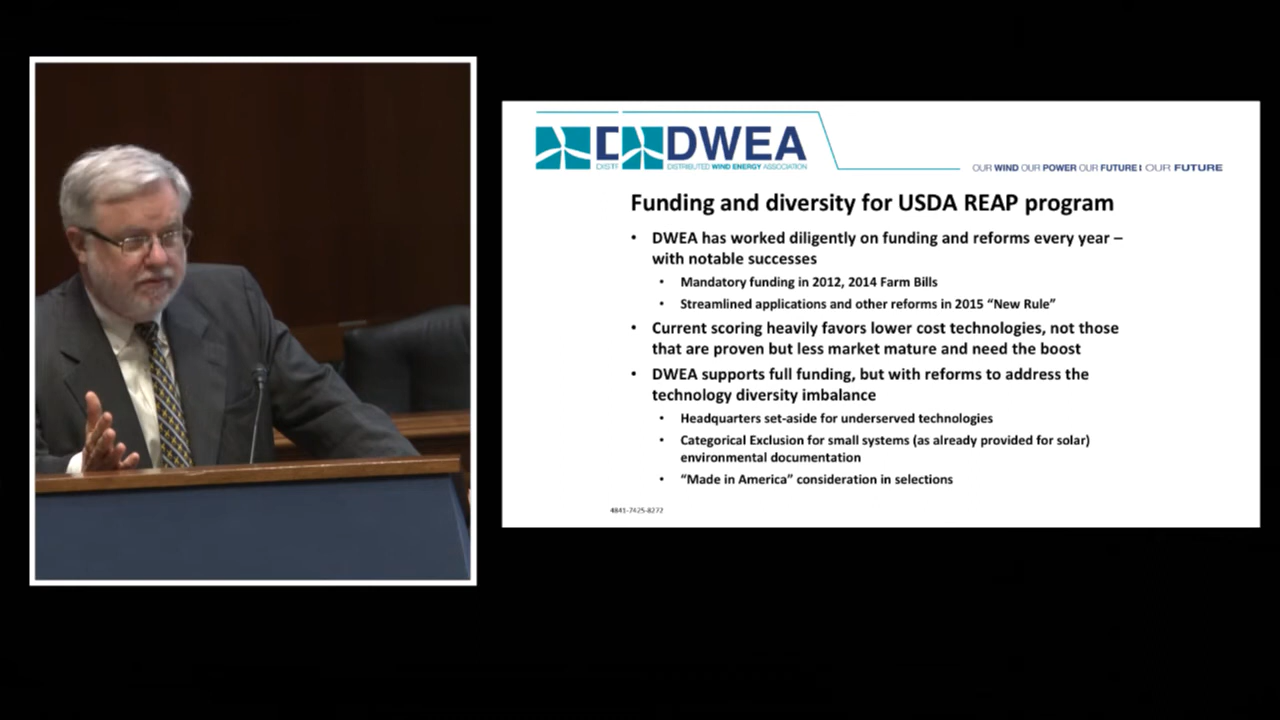 D DWEA
DISTI DISTRIBUTED WIND ENERGY ASSOCIATION
OUR WIND OUR POWER OUR FUTURE! OUR FUTURE
Funding and diversity for USDA REAP program
• DWEA has worked diligently on funding and reforms every year –
with notable successes
• Mandatory funding in 2012, 2014 Farm Bills
• Streamlined applications and other reforms in 2015 “New Rule”
• Current scoring heavily favors lower cost technologies, not those
that are proven but less market mature and need the boost
• DWEA supports full funding, but with reforms to address the
technology diversity imbalance
• Headquarters set-aside for underserved technologies
• Categorical Exclusion for small systems (as already provided for solar)
environmental documentation
• “Made in America” consideration in selections
4841-7425-8272